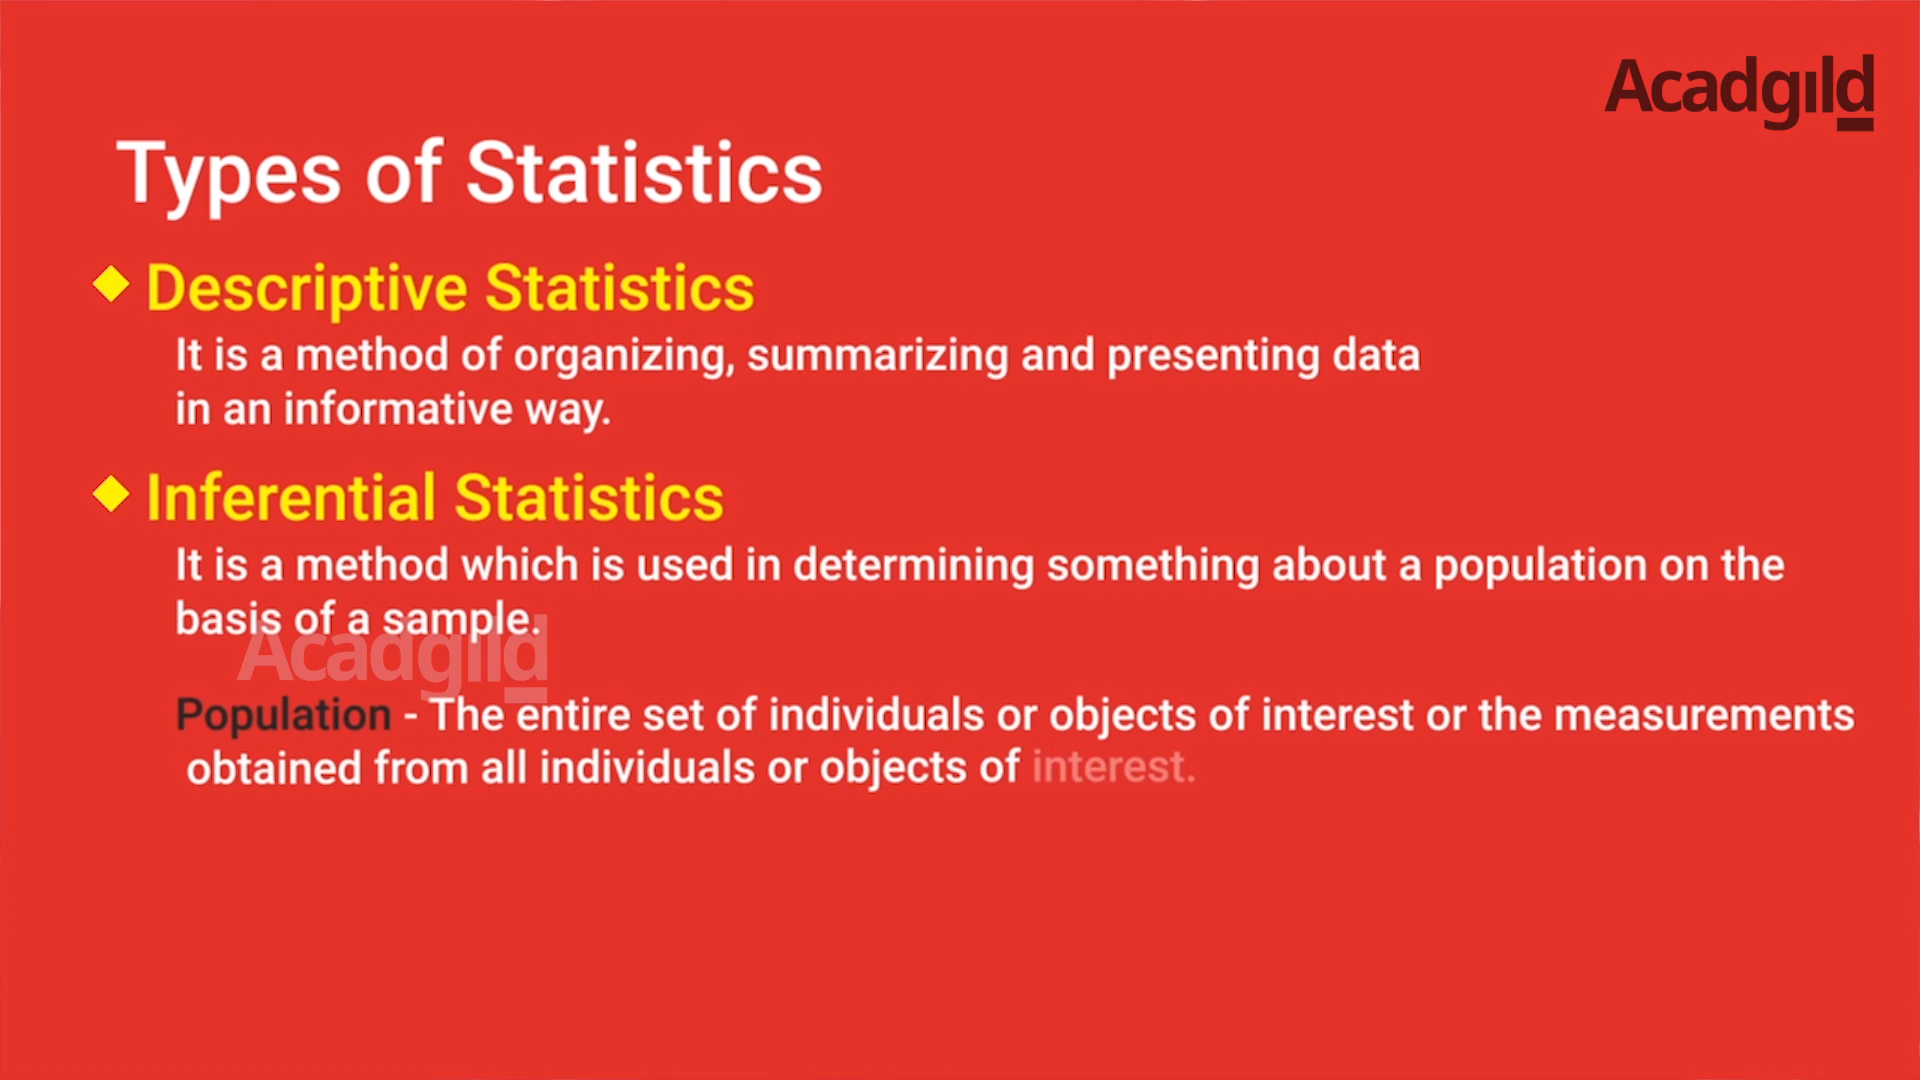 Acadgild
Types of Statistics
Descriptive Statistics
It is a method of organizing, summarizing and presenting data
in an informative way.
Inferential Statistics
It is a method which is used in determining something about a population on the
basis of a sample.
Acadgild
Population - The entire set of individuals or objects of interest or the measurements
obtained from all individuals or objects of interest.